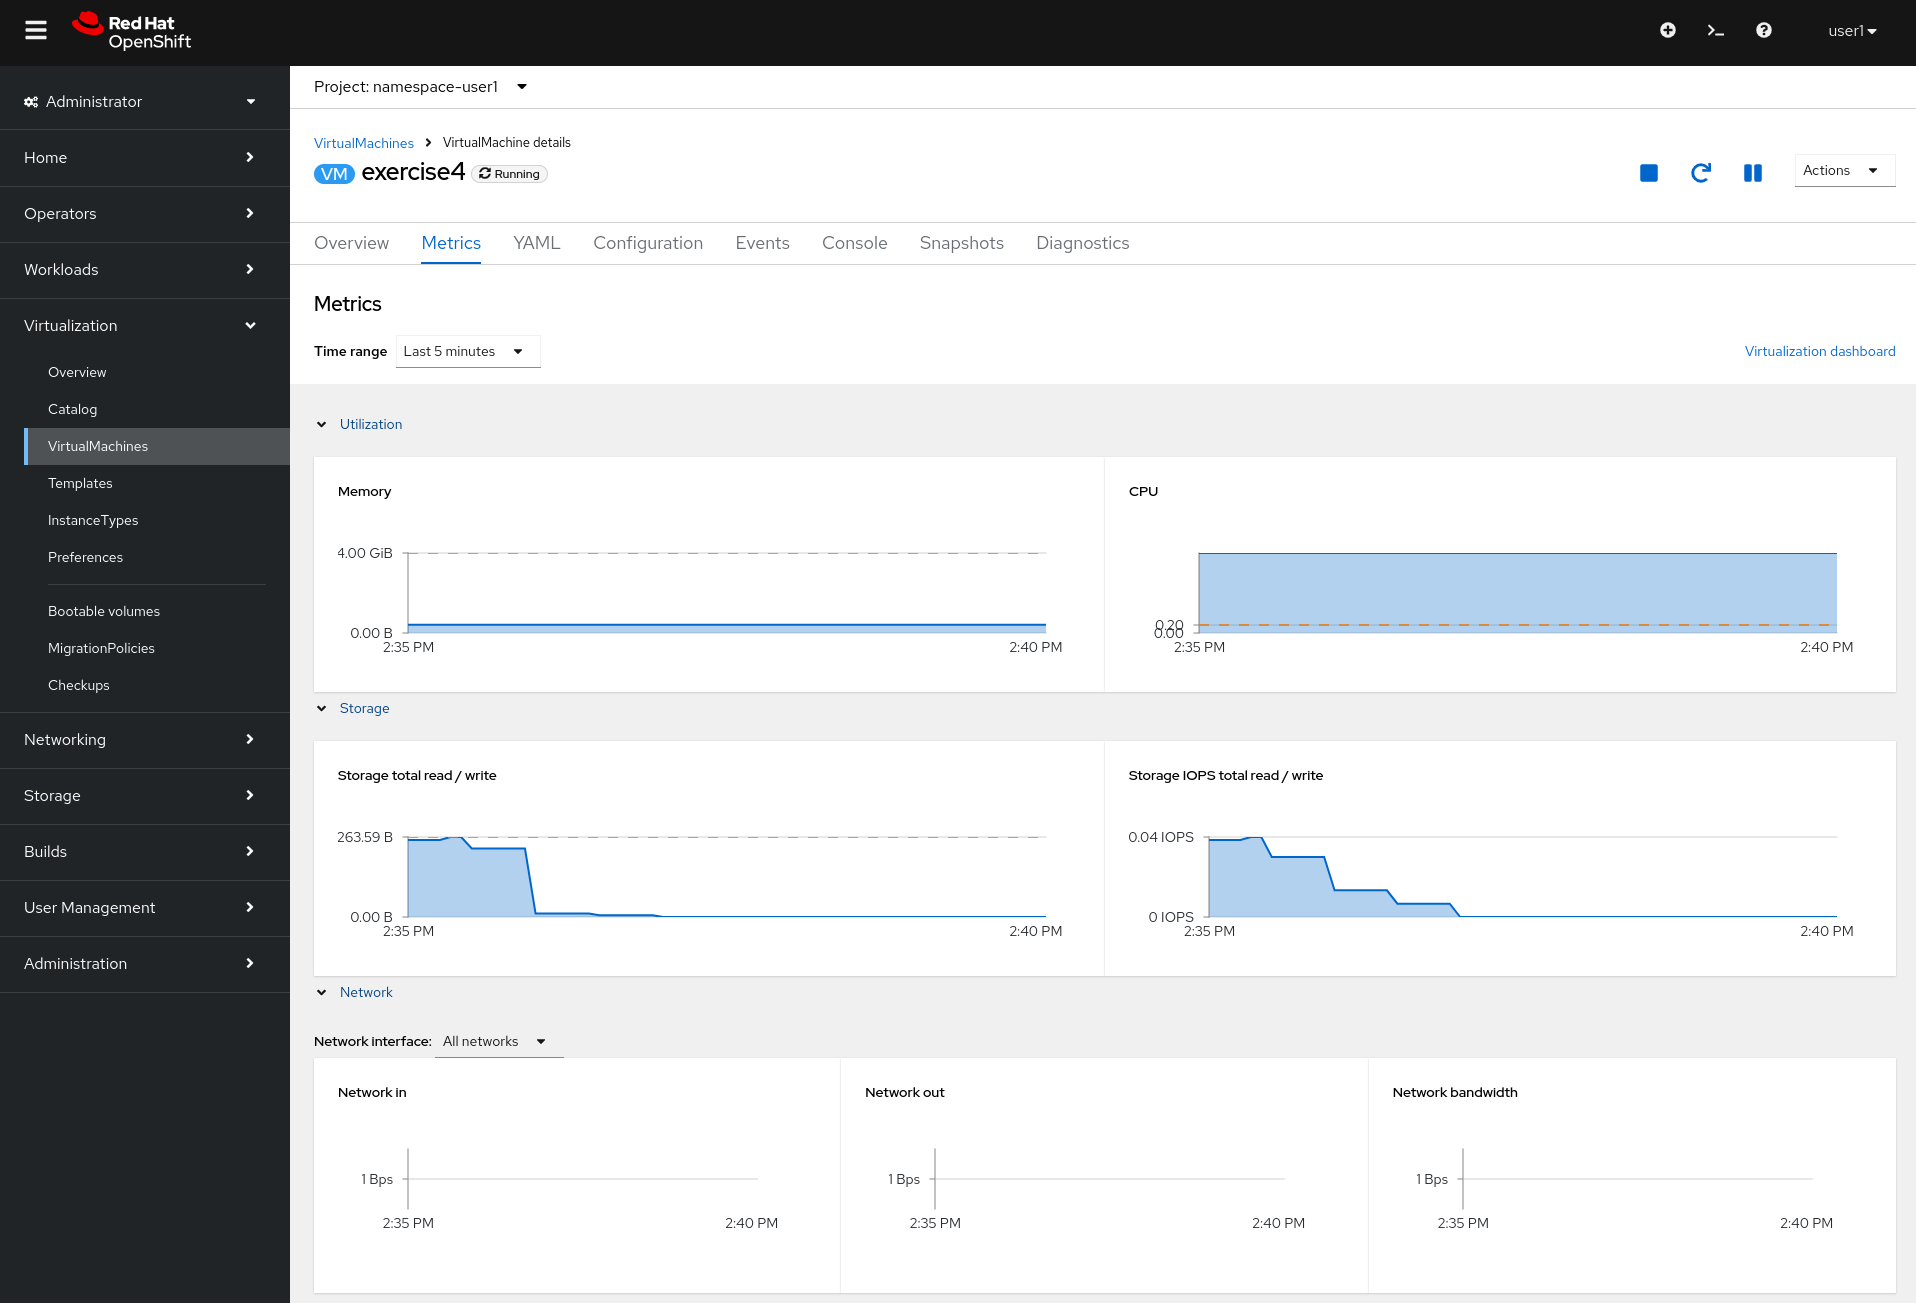 Red Hat
OpenShift
user1
Administrator
Home
Operators
Workloads
Virtualization
Overview
Catalog
VirtualMachines
Templates
InstanceTypes
Preferences
Bootable volumes
MigrationPolicies
Checkups
Networking
Storage
Builds
User Management
Administration
Project: namespace-user1
VirtualMachines VirtualMachine details
VM exercise4 Running
Actions
Overview Metrics YAML Configuration Events Console Snapshots Diagnostics
Metrics
Time range Last 5 minutes
Virtualization dashboard
Utilization
Memory
4.00 GiB
0.00 B
2:35 PM 2:40 PM
CPU
0.20
0.00
2:35 PM 2:40 PM
Storage
Storage total read / write
263.59 B
0.00 B
2:35 PM 2:40 PM
Storage IOPS total read / write
0.04 IOPS
0 IOPS
2:35 PM 2:40 PM
Network
Network interface: All networks
Network in
1 Bps
2:35 PM 2:40 PM
Network out
1 Bps
2:35 PM 2:40 PM
Network bandwidth
1 Bps
2:35 PM 2:40 PM